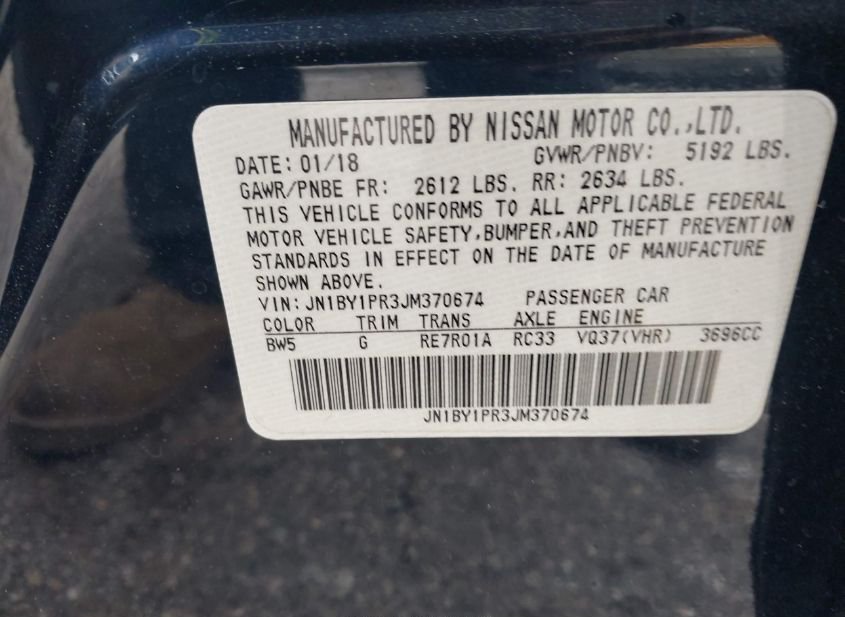 MANUFACTURED BY NISSAN MOTOR CO.,LTD.
DATE: 01/18 GVWR/PNBV: 5192 LBS.
GAWR/PNBE FR: 2612 LBS. RR: 2634 LBS.
THIS VEHICLE CONFORMS TO ALL APPLICABLE FEDERAL
MOTOR VEHICLE SAFETY,BUMPER,AND THEFT PREVENTION
STANDARDS IN EFFECT ON THE DATE OF MANUFACTURE
SHOWN ABOVE.
VIN: JN1BY1PR3JM370674 PASSENGER CAR
COLOR TRIM TRANS AXLE ENGINE
BW5 G RE7R01A RC33 VQ37(VHR) 3696CC
JN1BY1PR3JM370674